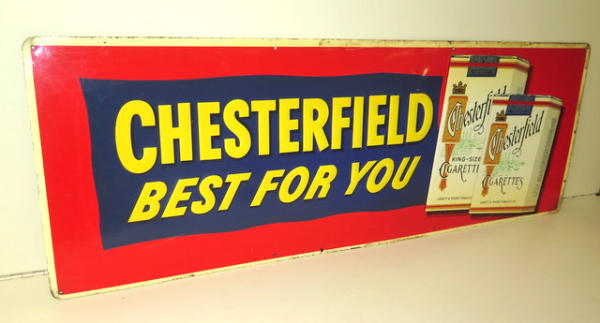 CHESTERFIELD
BEST FOR YOU
Chesterfield
KING-SIZE
CIGARETTES
Chesterfield
CIGARETTES